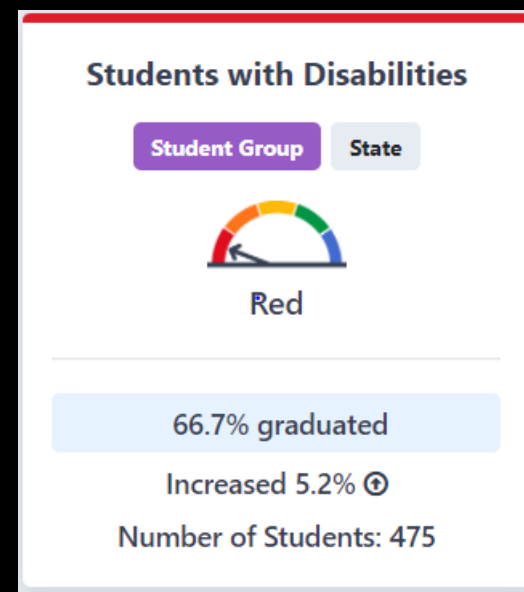 Students with Disabilities
Student Group State
Red
66.7% graduated
Increased 5.2%
Number of Students: 475